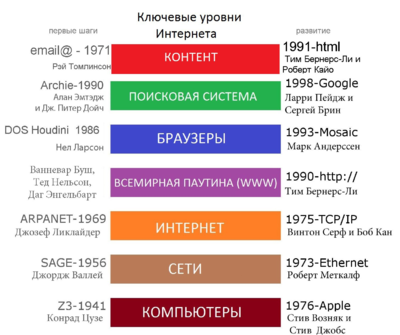 Ключевые уровни
Интернета
первые шаги
развитие
email@ - 1971
Рэй Томлинсон
КОНТЕНТ
1991-html
Тим Бернерс-Ли и
Роберт Кайо
Archie-1990
Алан Эмтэдж
и Дж. Питер Дойч
ПОИСКОВАЯ СИСТЕМА
1998-Google
Ларри Пейдж и
Сергей Брин
DOS Houdini 1986
Нел Ларсон
БРАУЗЕРЫ
1993-Mosaic
Марк Андерссен
Ванневар Буш,
Тед Нельсон,
Даг Энгельбарт
ВСЕМИРНАЯ ПАУТИНА (WWW)
1990-http://
Тим Бернерс-Ли
ARPANET-1969
Джозеф Ликлайдер
ИНТЕРНЕТ
1975-TCP/IP
Винтон Серф и Боб Кан
SAGE-1956
Джордж Валлей
СЕТИ
1973-Ethernet
Роберт Меткалф
Z3-1941
Конрад Цузе
КОМПЬЮТЕРЫ
1976-Apple
Стив Возняк и
Стив Джобс